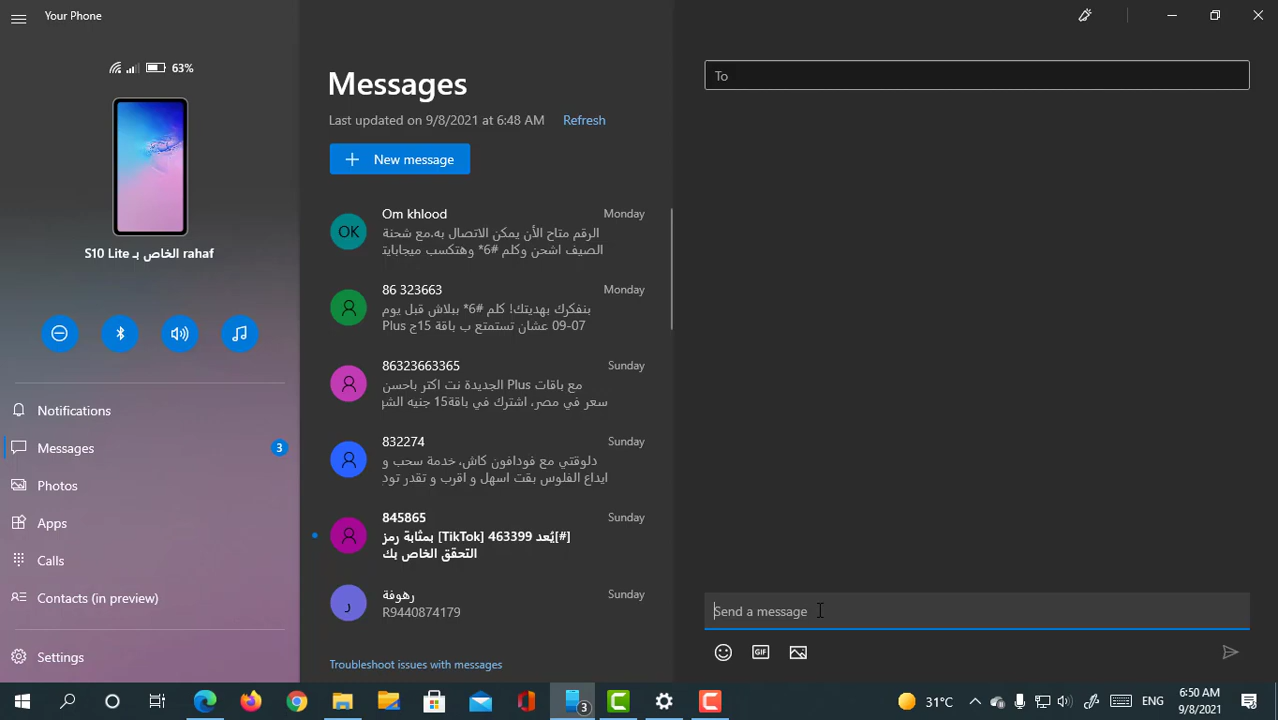 Your Phone
63%
S10 Lite الخاص بـ rahaf
Notifications
Messages
3
Photos
Apps
Calls
Contacts (in preview)
Settings
Messages
Last updated on 9/8/2021 at 6:48 AM
Refresh
New message
OK
Om khlood
Monday
الرقم متاح الأن يمكن الاتصال به.مع شحنة
الصيف اشحن وكلم #6* وهتكسب ميجابايت
86 323663
Monday
بنفكرك بهديتك! كلم #6* ببلاش قبل يوم
09-07 عشان تستمتع ب باقة 15ج Plus
86323663365
Sunday
مع باقات Plus الجديدة نت اكتر باحسن
سعر في مصر، اشترك في باقة15 جنيه الشه
832274
Sunday
دلوقتي مع فودافون كاش، خدمة سحب و
ايداع الفلوس بقت اسهل و اقرب و تقدر تود
845865
Sunday
[#]يُعد 463399 [TikTok] بمثابة رمز
التحقق الخاص بك
ر
رهوفة
Sunday
R9440874179
Troubleshoot issues with messages
To
Send a message
GIF
3
31°C
ENG
6:50 AM
9/8/2021